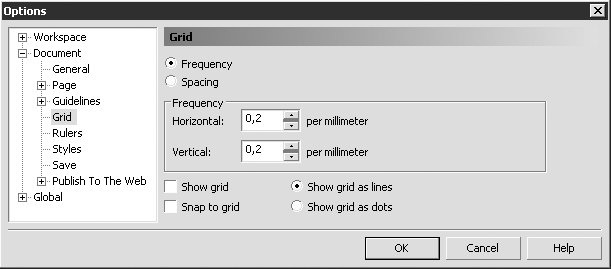 Options
Workspace
Document
General
Page
Guidelines
Grid
Rulers
Styles
Save
Publish To The Web
Global
Grid
Frequency
Spacing
Frequency
Horizontal: 0,2 per millimeter
Vertical: 0,2 per millimeter
Show grid Show grid as lines
Snap to grid Show grid as dots
OK Cancel Help